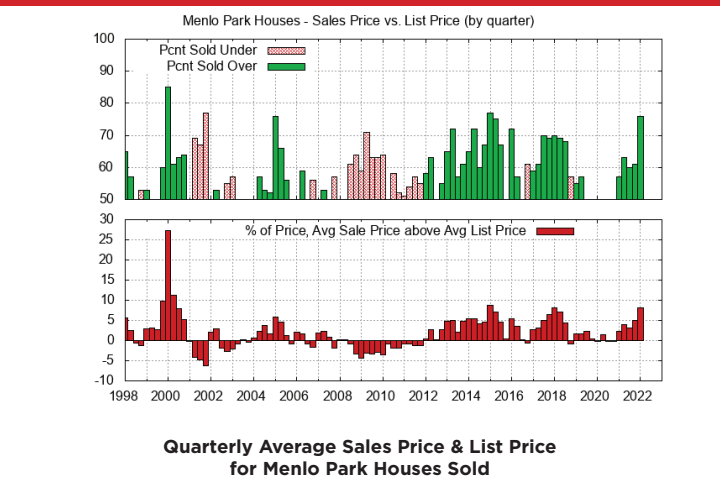 Menlo Park Houses - Sales Price vs. List Price (by quarter)
100
90
80
70
60
50
Pcnt Sold Under
Pcnt Sold Over
30
25
20
15
10
5
0
-5
-10
% of Price, Avg Sale Price above Avg List Price
1998 2000 2002 2004 2006 2008 2010 2012 2014 2016 2018 2020 2022
Quarterly Average Sales Price & List Price
for Menlo Park Houses Sold